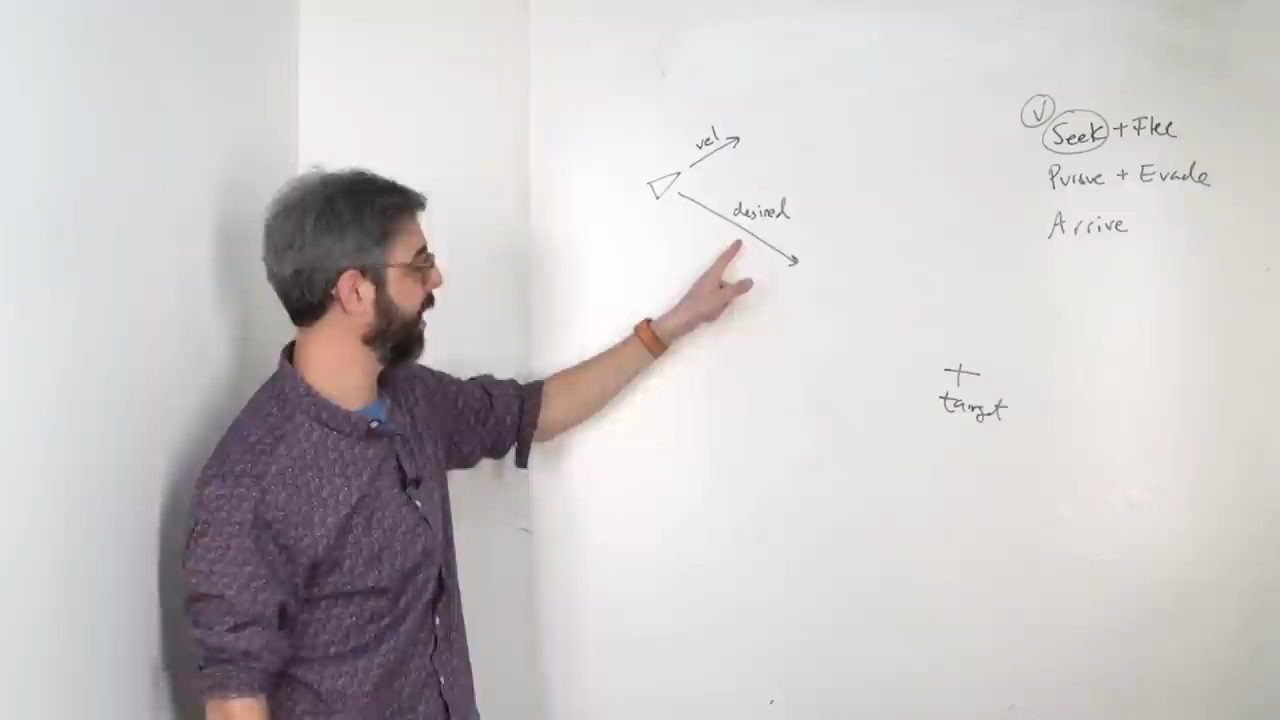 vel
desired
✓
Seek + Flee
Pursue + Evade
Arrive
target